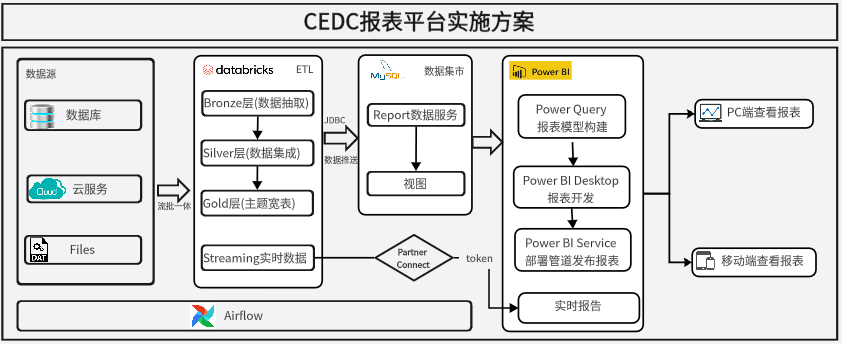 CEDC报表平台实施方案
数据源
数据库
云服务
Cloud
Files
DAT
流批一体
databricks
ETL
Bronze层(数据抽取)
Silver层(数据集成)
Gold层(主题宽表)
Streaming实时数据
JDBC
数据推送
MySQL
数据集市
Report数据服务
视图
Partner
Connect
token
Power BI
Power Query
报表模型构建
Power BI Desktop
报表开发
Power BI Service
部署管道发布报表
实时报告
PC端查看报表
移动端查看报表
Airflow